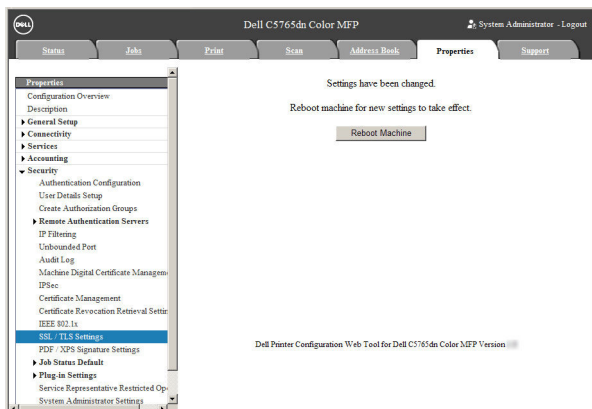 DELL
Dell C5765dn Color MFP
System Administrator - Logout
Status
Jobs
Print
Scan
Address Book
Properties
Support
Properties
Configuration Overview
Description
General Setup
Connectivity
Services
Accounting
Security
Authentication Configuration
User Details Setup
Create Authorization Groups
Remote Authentication Servers
IP Filtering
Unbounded Port
Audit Log
Machine Digital Certificate Managem
IPSec
Certificate Management
Certificate Revocation Retrieval Settin
IEEE 802.1x
SSL / TLS Settings
PDF / XPS Signature Settings
Job Status Default
Plug-in Settings
Service Representative Restricted Op
System Administrator Settings
Settings have been changed.
Reboot machine for new settings to take effect.
Reboot Machine
Dell Printer Configuration Web Tool for Dell C5765dn Color MFP Version